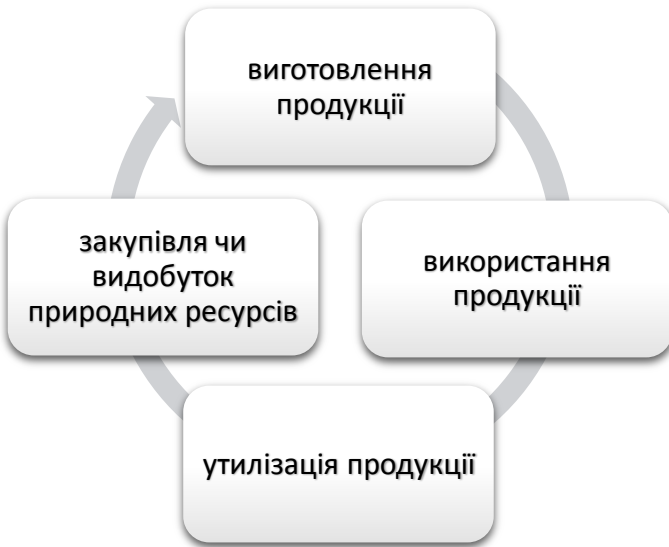 виготовлення
продукції
використання
продукції
утилізація продукції
закупівля чи
видобуток
природних ресурсів